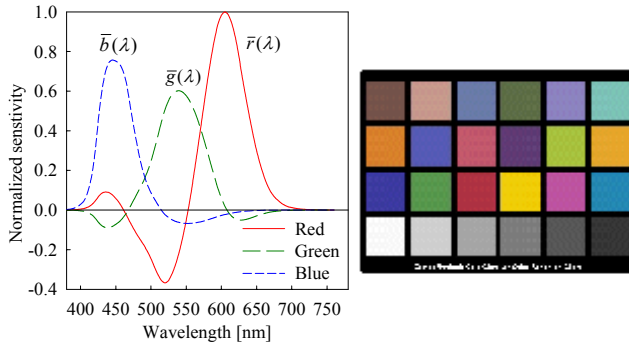 Normalized senstivity
1.0
0.8
0.6
0.4
0.2
0.0
-0.2
-0.4
b̅(λ)
g̅(λ)
r̅(λ)
Red
Green
Blue
400 450 500 550 600 650 700 750
Wavelength [nm]